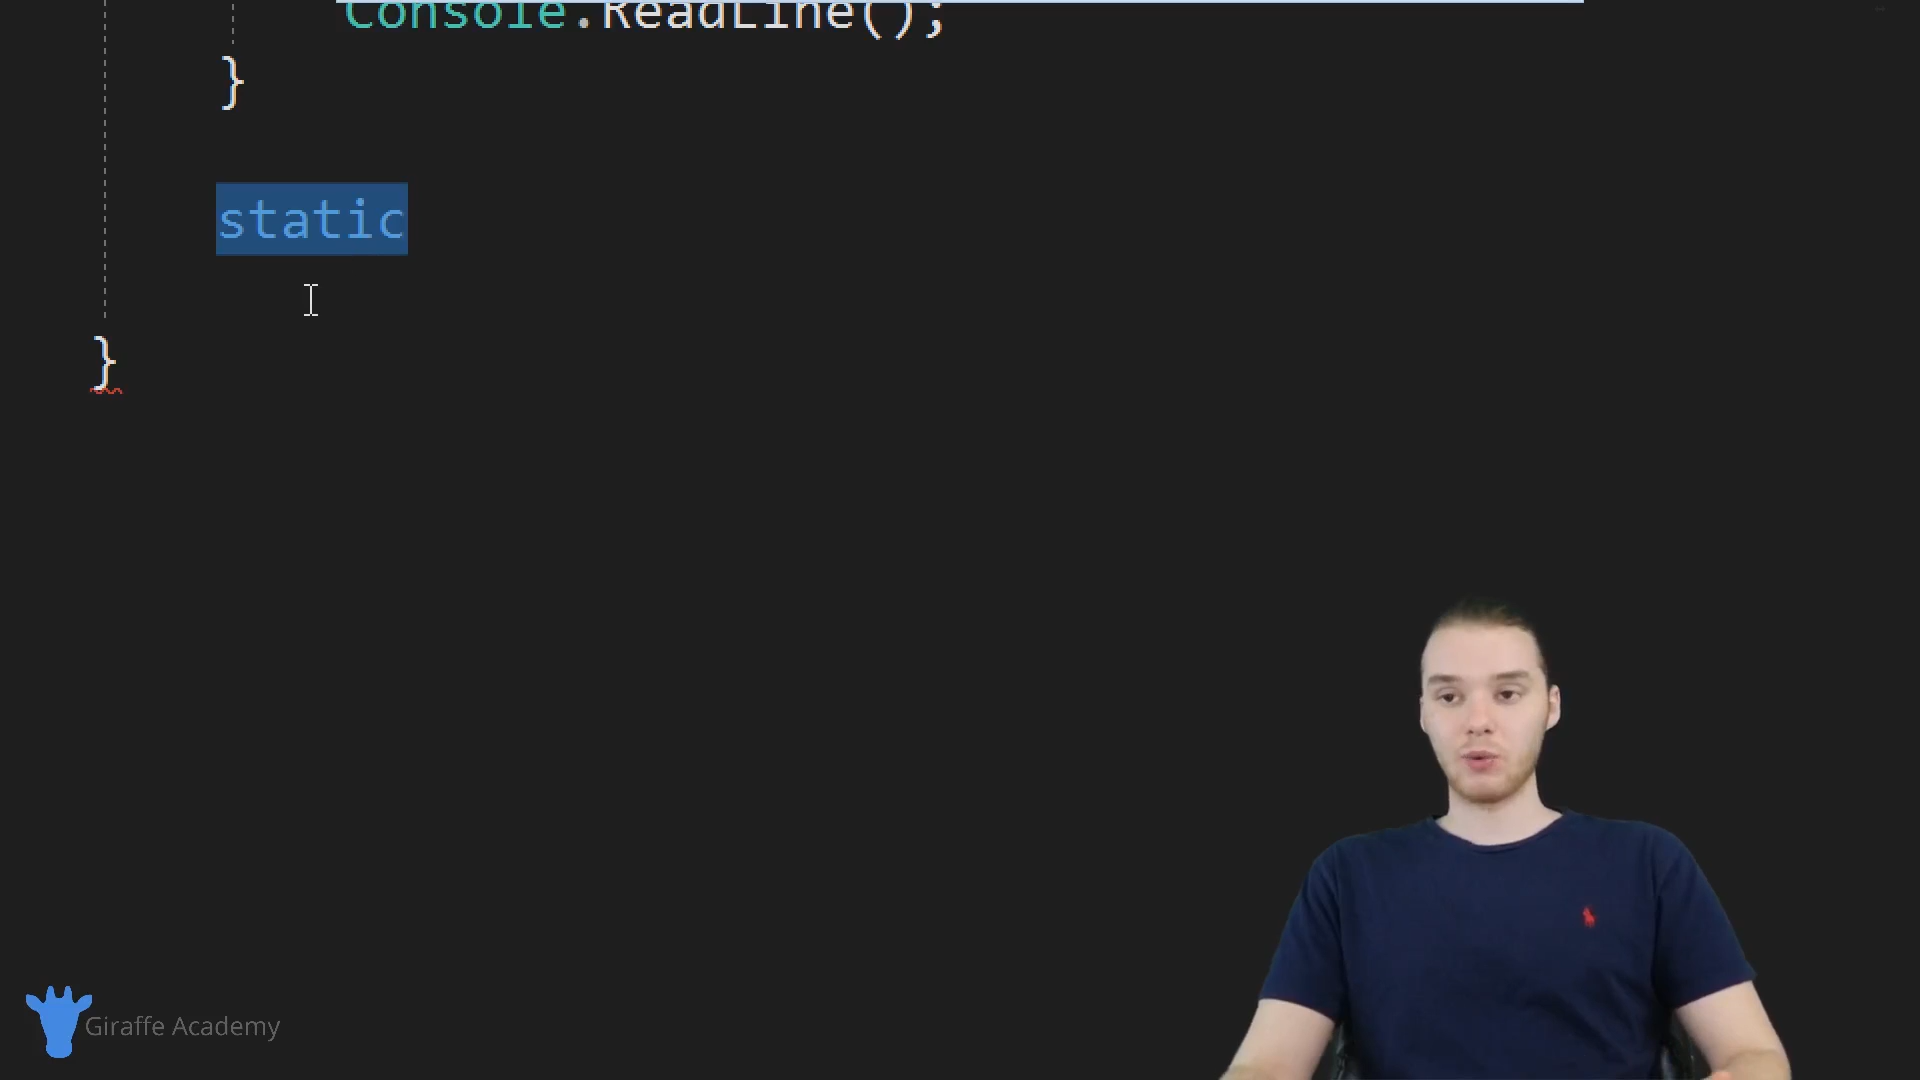 Console.ReadLine();
}
static
}
Giraffe Academy